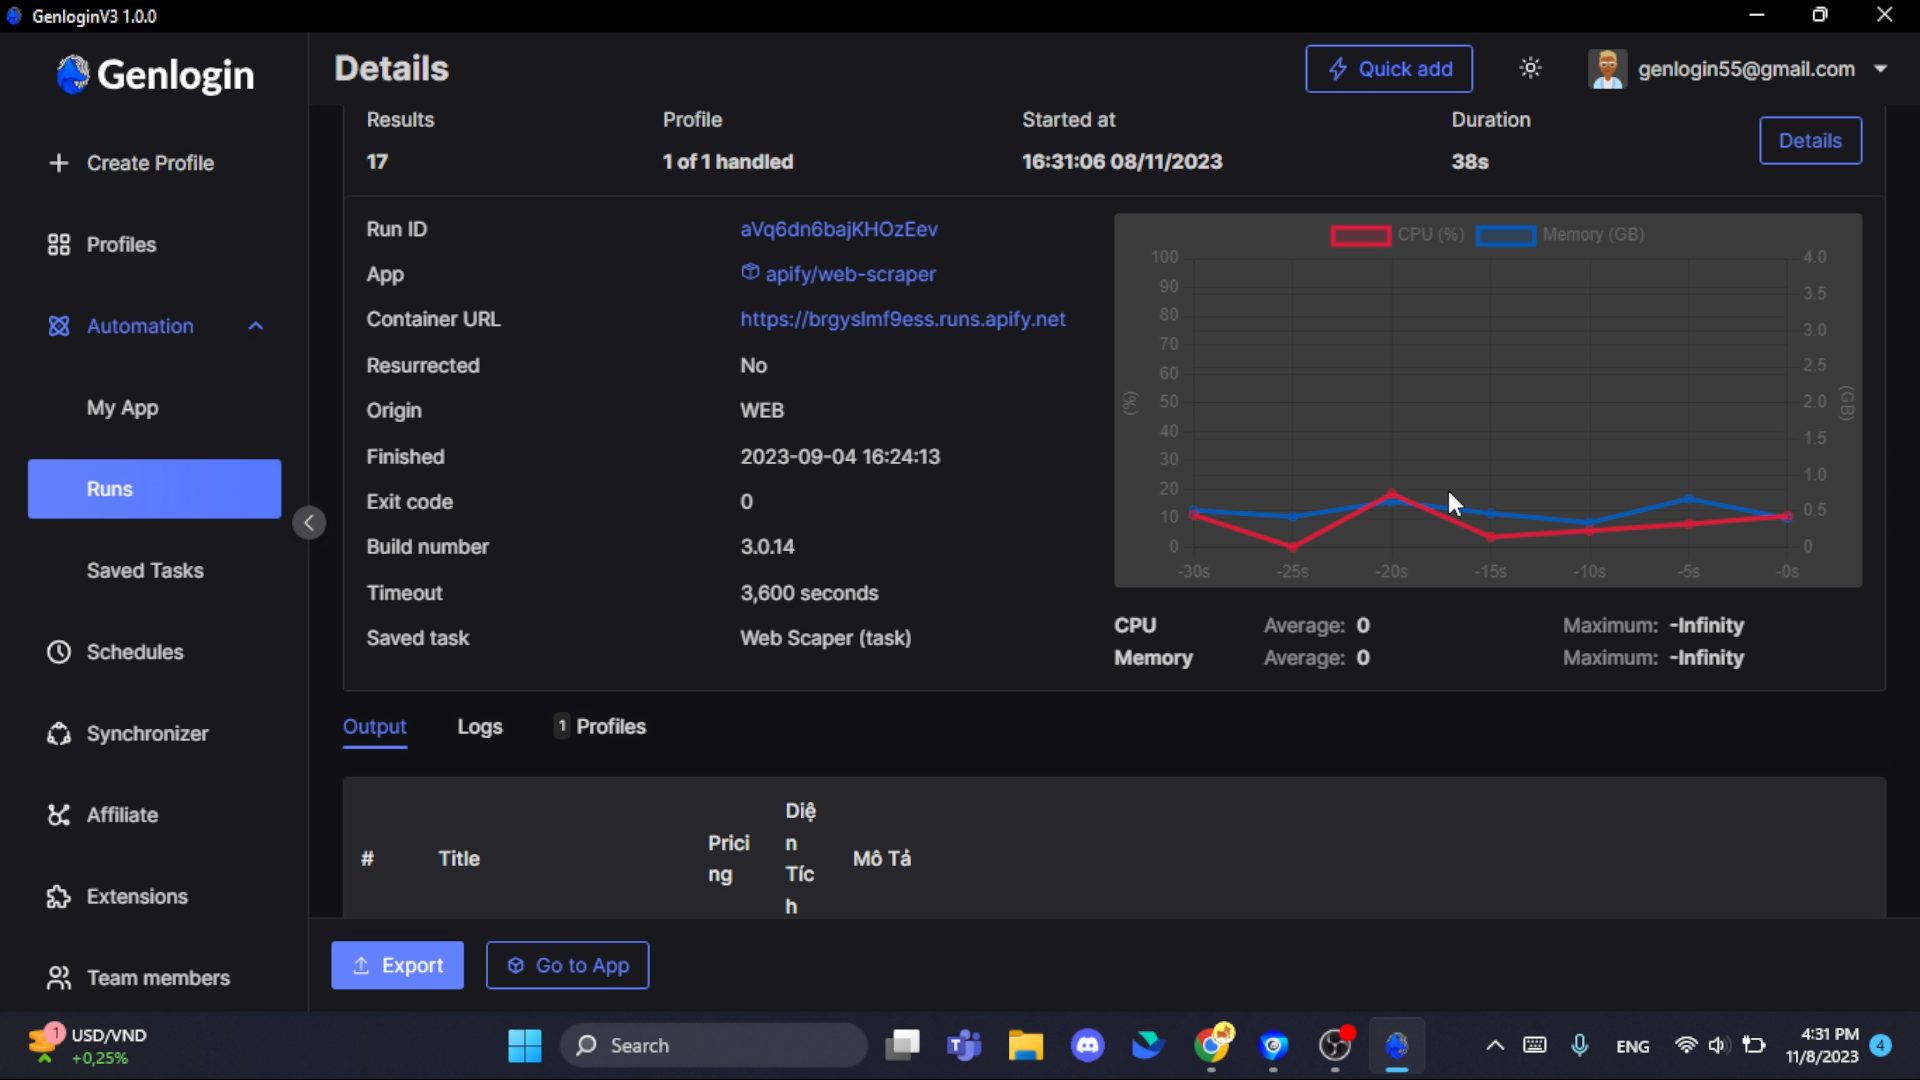 GenloginV3 1.0.0
Genlogin
Details
Quick add
genlogin55@gmail.com
Create Profile
Profiles
Automation
My App
Runs
Saved Tasks
Schedules
Synchronizer
Affiliate
Extensions
Team members
Results
Profile
Started at
Duration
17
1 of 1 handled
16:31:06 08/11/2023
38s
Details
Run ID
aVq6dn6bajKHOzEev
App
apify/web-scraper
Container URL
https://brgyslmf9ess.runs.apify.net
Resurrected
No
Origin
WEB
Finished
2023-09-04 16:24:13
Exit code
0
Build number
3.0.14
Timeout
3,600 seconds
Saved task
Web Scaper (task)
CPU (%)
Memory (GB)
100
90
80
70
60
50
40
30
20
10
0
(%)
4.0
3.5
3.0
2.5
2.0
1.5
1.0
0.5
0
(GB)
-30s
-25s
-20s
-15s
-10s
-5s
-0s
CPU
Average: 0
Maximum: -Infinity
Memory
Average: 0
Maximum: -Infinity
Output
Logs
1 Profiles
#
Title
Prici
ng
Diệ
n
Tíc
h
Mô Tả
Export
Go to App
1
USD/VND
+0,25%
Search
ENG
4:31 PM
11/8/2023
4